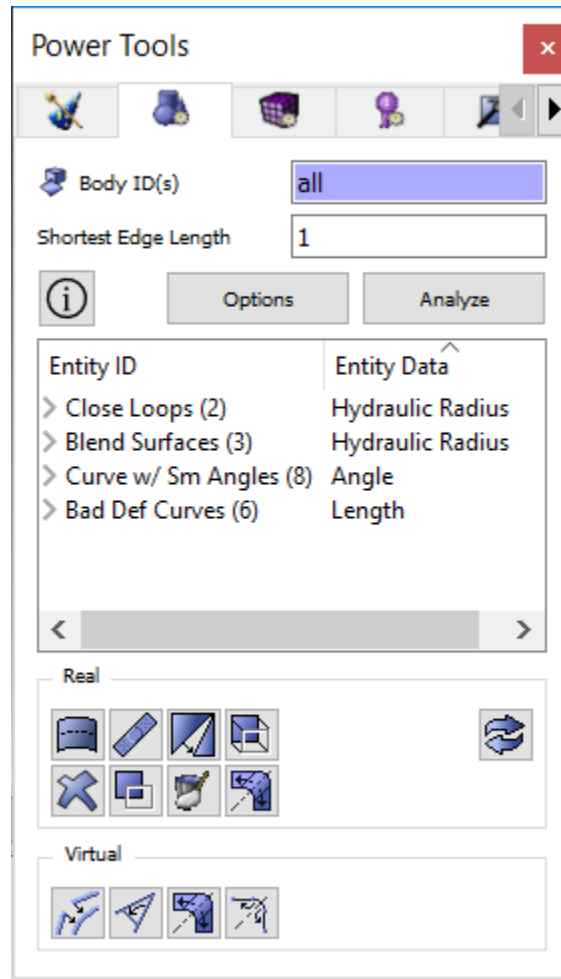 Power Tools
Body ID(s) all
Shortest Edge Length 1
Options Analyze
Entity ID Entity Data
Close Loops (2) Hydraulic Radius
Blend Surfaces (3) Hydraulic Radius
Curve w/ Sm Angles (8) Angle
Bad Def Curves (6) Length
Real
Virtual